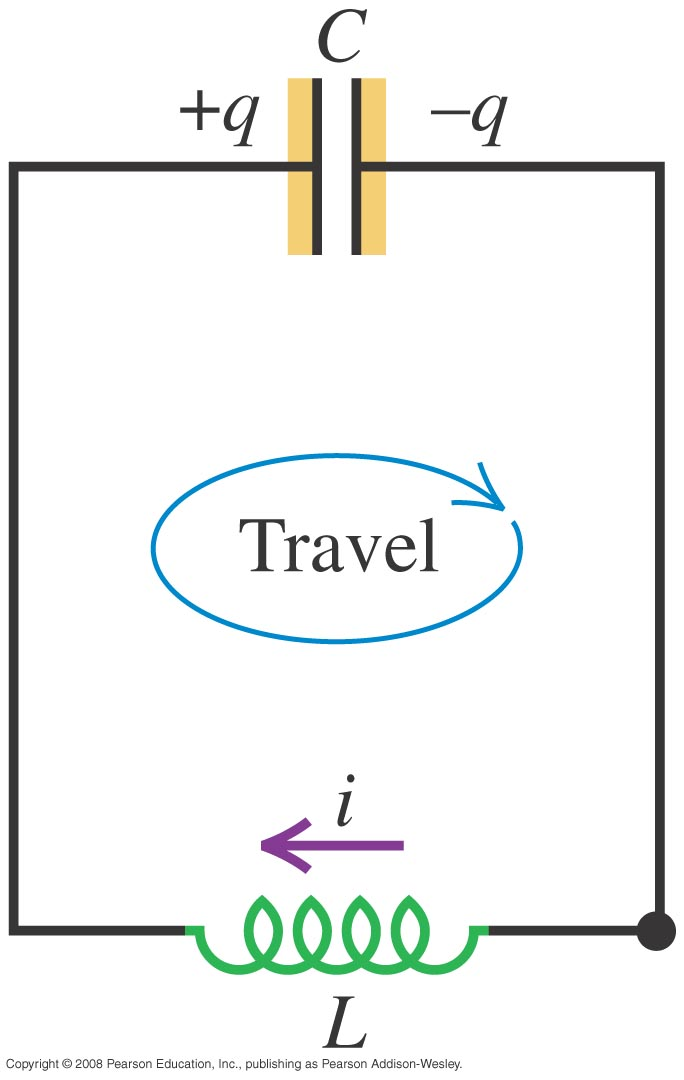 C
+q
–q
Travel
i
L
Copyright © 2008 Pearson Education, Inc., publishing as Pearson Addison-Wesley.